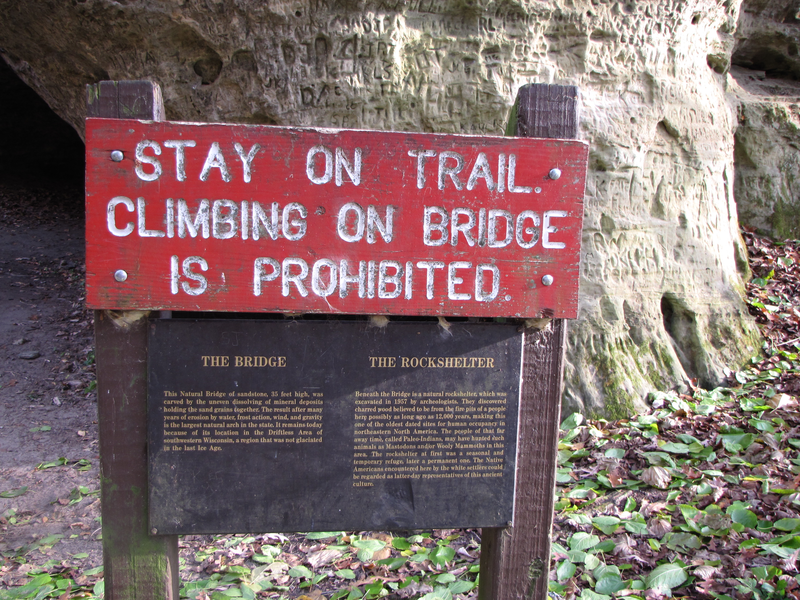 STAY ON TRAIL.
CLIMBING ON BRIDGE
IS PROHIBITED.
THE BRIDGE
This Natural Bridge of sandstone, 35 feet high, was
carved by the uneven dissolving of mineral deposits
holding the sand grains together. The result after many
years of erosion by water, frost action, wind, and gravity
is the largest natural arch in the state. It remains today
because of its location in the Driftless Area of
southwestern Wisconsin, a region that was not glaciated
in the last Ice Age.
THE ROCKSHELTER
Beneath the Bridge is a natural rockshelter, which was
excavated in 1957 by archeologists. They discovered
charred wood believed to be from the fire pits of a people
here possibly as long ago as 12,000 years, making this
one of the oldest dated sites for human occupancy in
northeastern North America. The people of that far
away time, called Paleo-Indians, may have hunted such
animals as Mastodons and/or Wooly Mammoths in this
area. The rockshelter at first was a seasonal and
temporary refuge, later a permanent one. The Native
Americans encountered here by the white settlers could
be regarded as latter-day representatives of this ancient
culture.